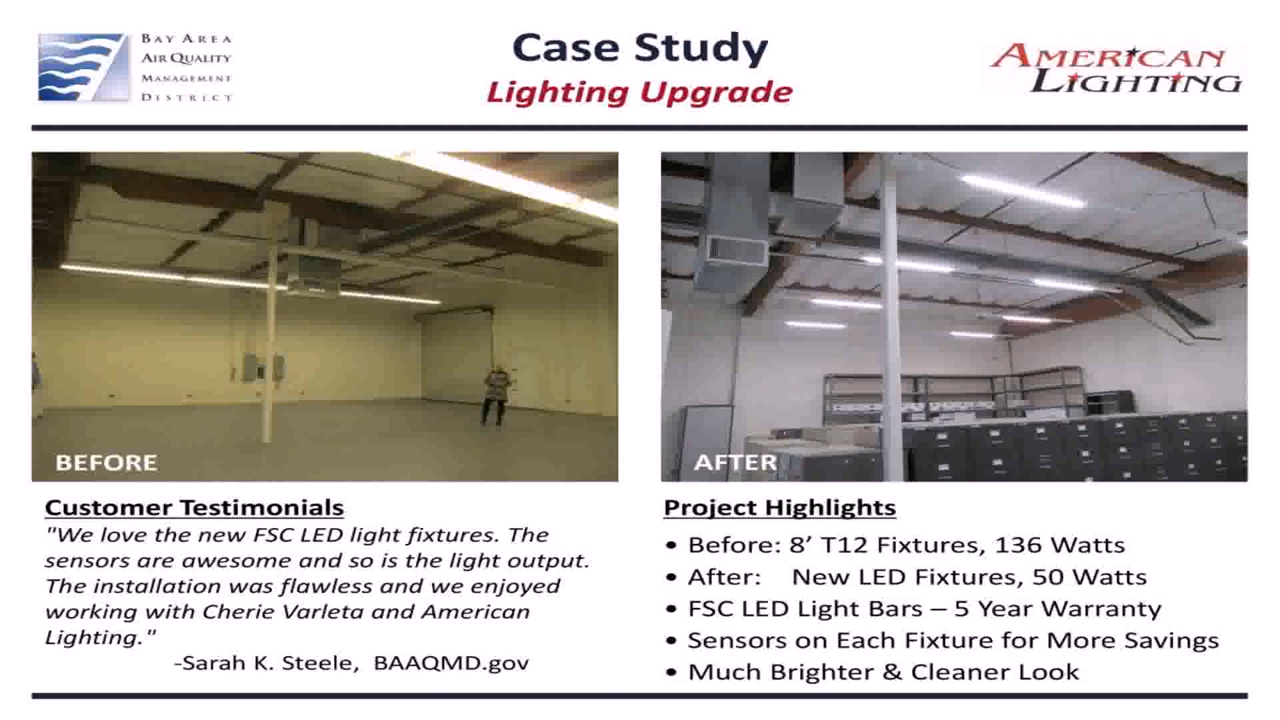 BAY AREA
AIR QUALITY
MANAGEMENT
DISTRICT
Case Study
Lighting Upgrade
AMERICAN
LIGHTING
BEFORE
AFTER
Customer Testimonials
"We love the new FSC LED light fixtures. The
sensors are awesome and so is the light output.
The installation was flawless and we enjoyed
working with Cherie Varleta and American
Lighting."
-Sarah K. Steele, BAAQMD.gov
Project Highlights
• Before: 8’ T12 Fixtures, 136 Watts
• After: New LED Fixtures, 50 Watts
• FSC LED Light Bars – 5 Year Warranty
• Sensors on Each Fixture for More Savings
• Much Brighter & Cleaner Look